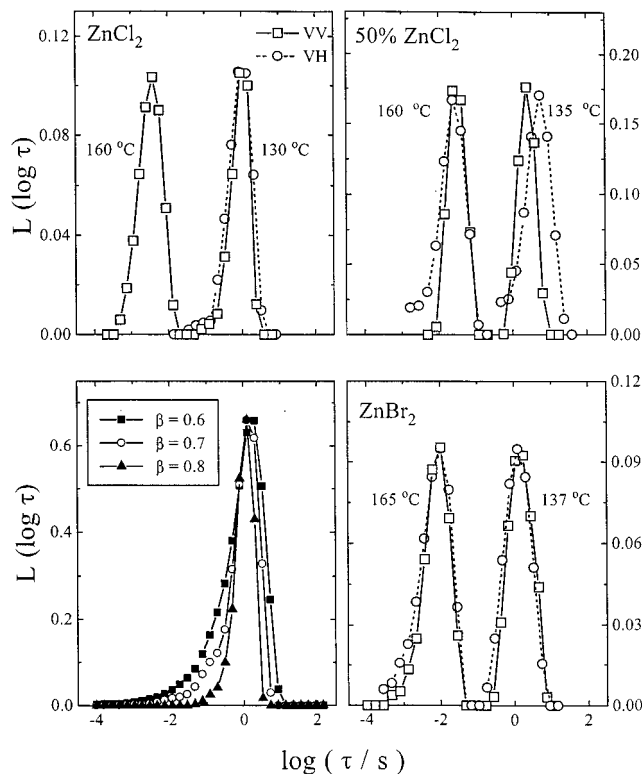 ZnCl2
VV
VH
50% ZnCl2
160 °C
130 °C
160 °C
135 °C
0.12
0.08
0.04
0.00
0.25
0.20
0.15
0.10
0.05
0.00
L (log τ)
β = 0.6
β = 0.7
β = 0.8
ZnBr2
165 °C
137 °C
0.6
0.4
0.2
0.0
0.12
0.09
0.06
0.03
0.00
L (log τ)
-4 -2 0 2
-4 -2 0 2
log ( τ / s )